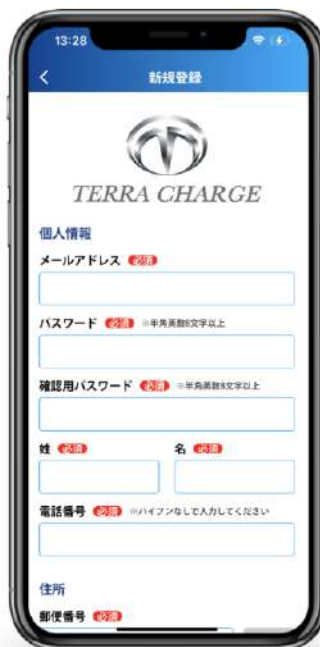 13:28
新規登録
TERRA CHARGE
個人情報
メールアドレス 必須
パスワード 必須 ※半角英数8文字以上
確認用パスワード 必須 ※半角英数8文字以上
姓 必須 名 必須
電話番号 必須 ※ハイフンなしで入力してください
住所
郵便番号 必須